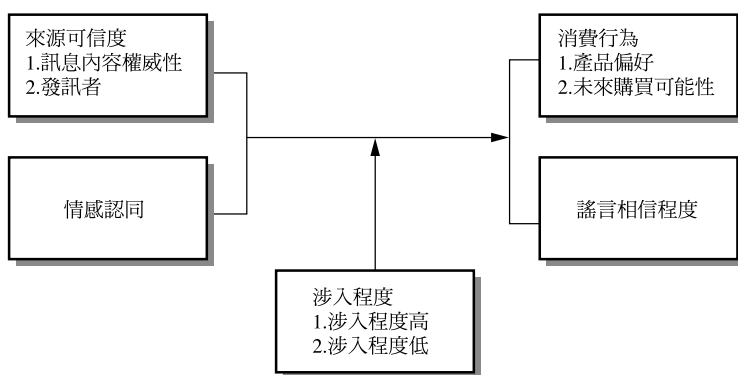 來源可信度
1.訊息內容權威性
2.發訊者
情感認同
涉入程度
1.涉入程度高
2.涉入程度低
消費行為
1.產品偏好
2.未來購買可能性
謠言相信程度